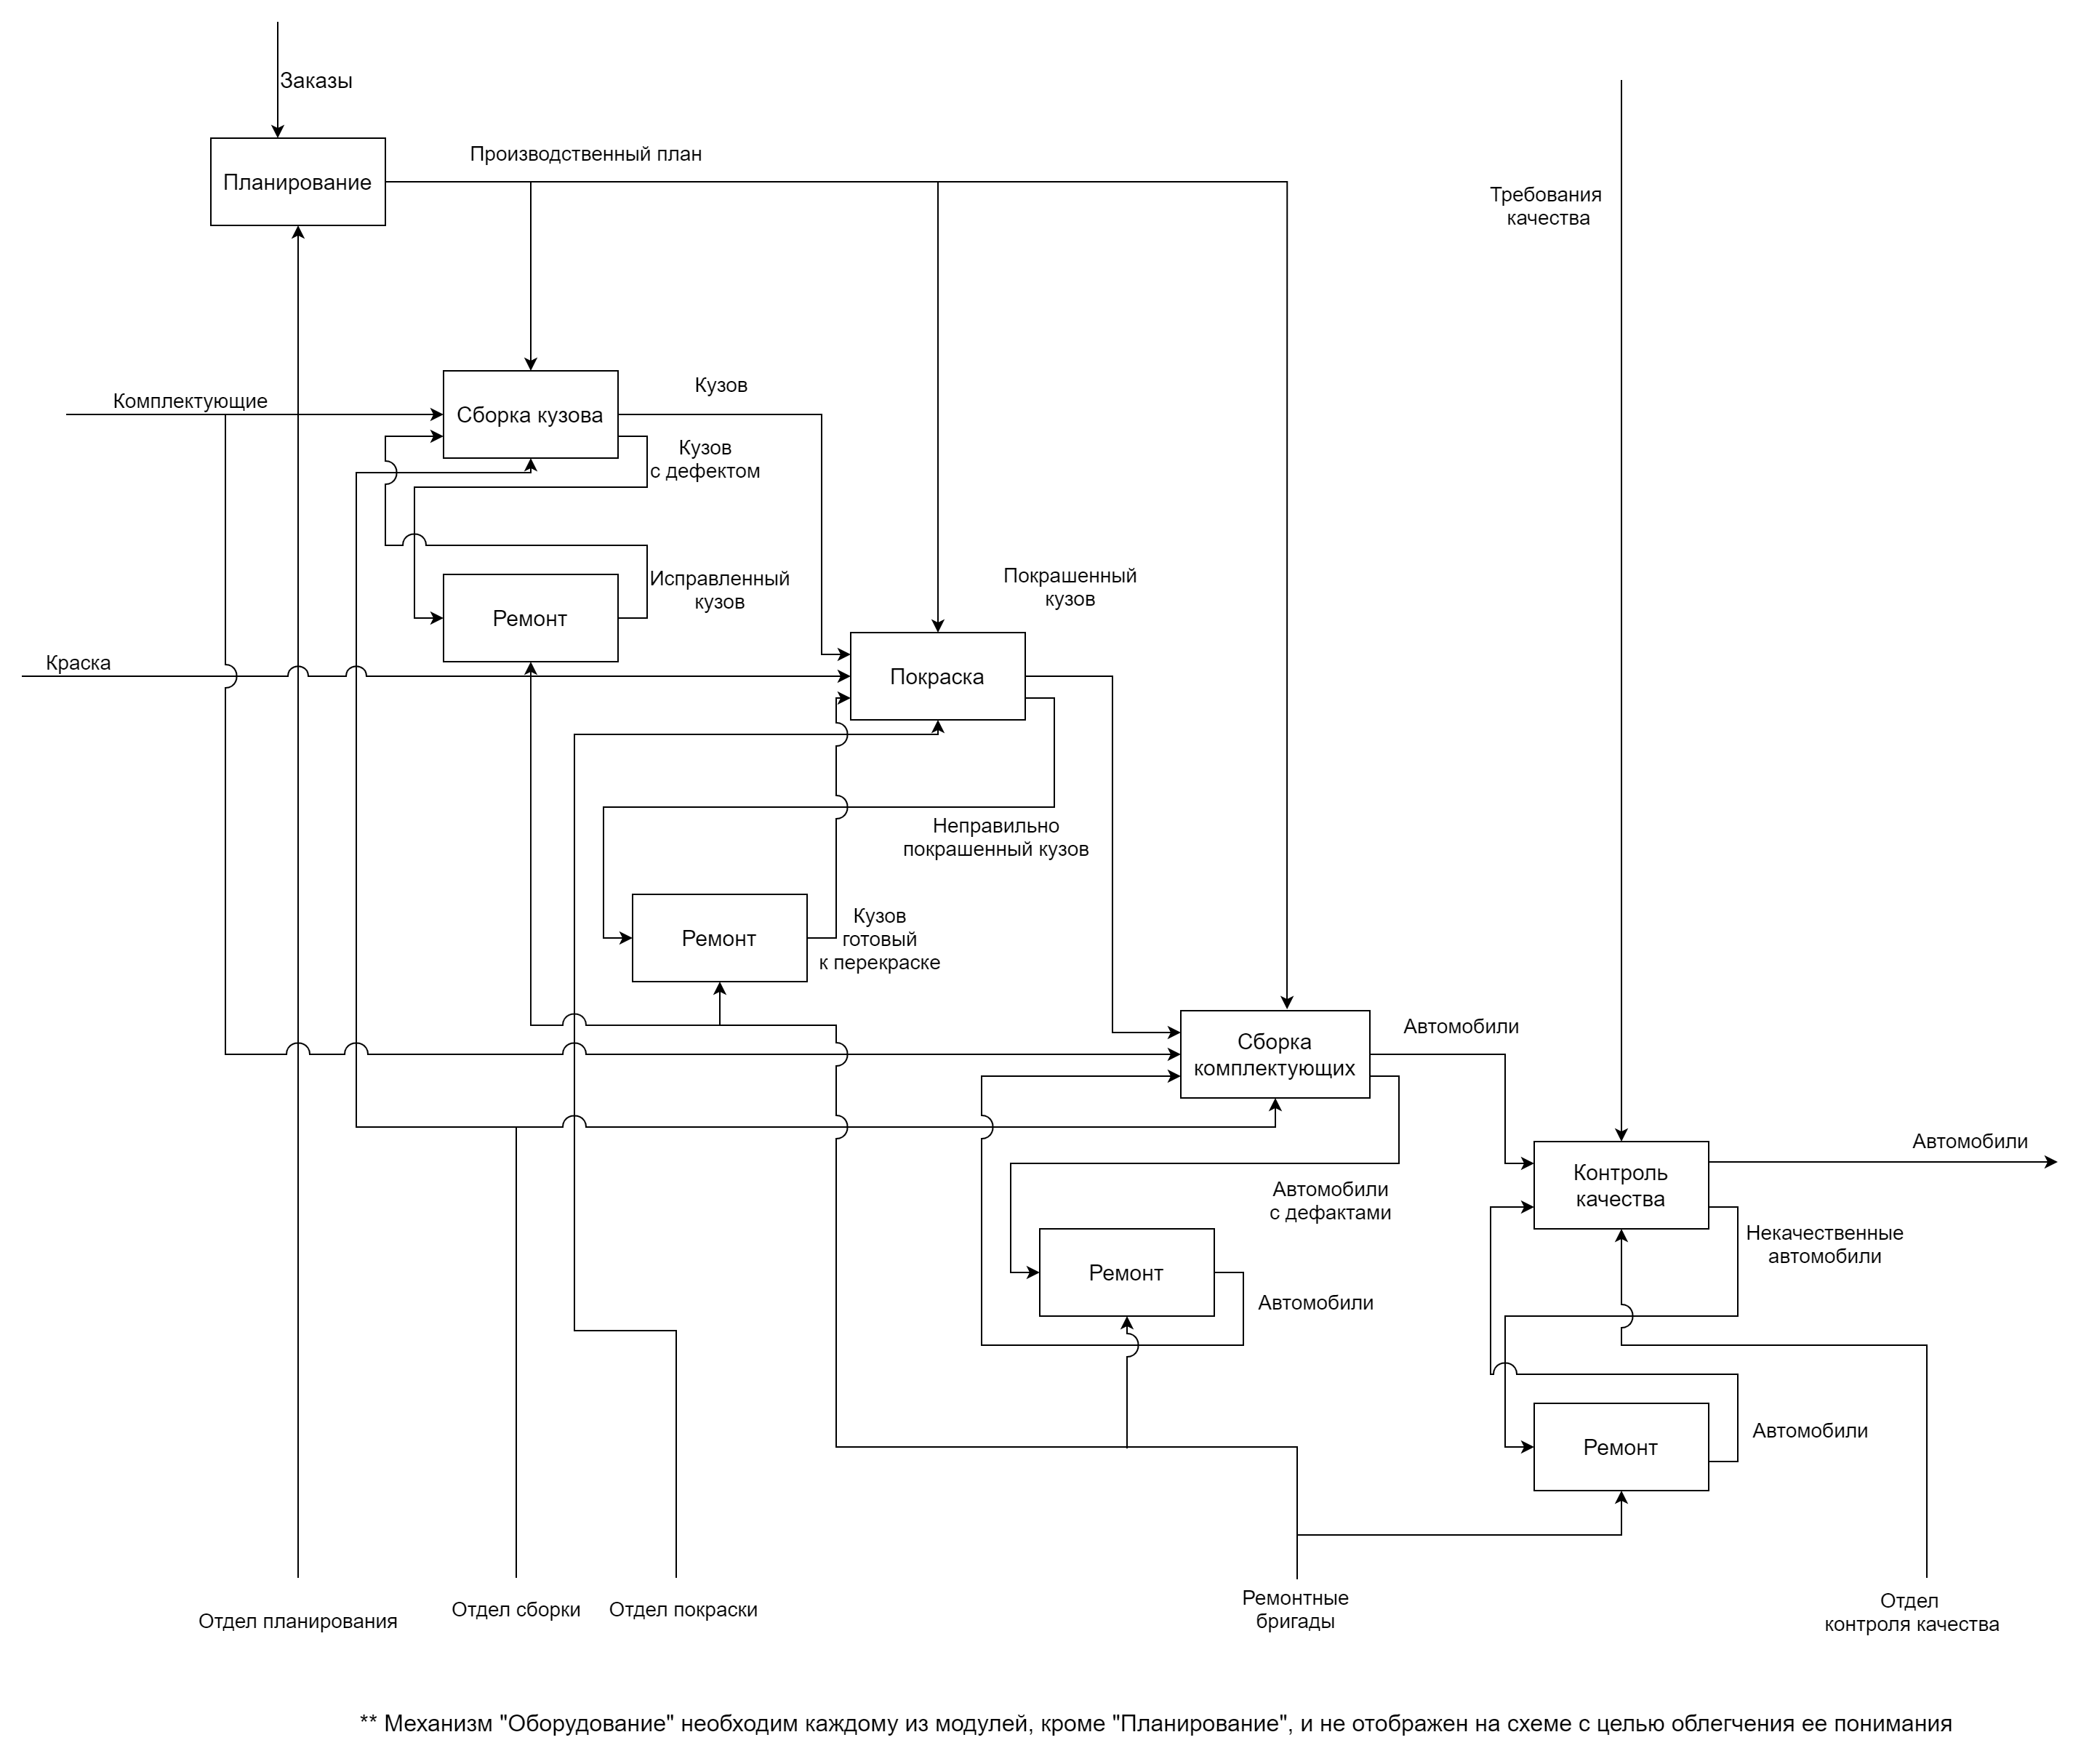 Заказы
Планирование
Производственный план
Требования
качества
Комплектующие
Сборка кузова
Кузов
Кузов
с дефектом
Исправленный
кузов
Ремонт
Покрашенный
кузов
Краска
Покраска
Неправильно
покрашенный кузов
Ремонт
Кузов
готовый
к перекраске
Сборка
комплектующих
Автомобили
Автомобили
Контроль
качества
Автомобили
с дефактами
Некачественные
автомобили
Ремонт
Автомобили
Ремонт
Автомобили
Отдел планирования
Отдел сборки
Отдел покраски
Ремонтные
бригады
Отдел
контроля качества
** Механизм "Оборудование" необходим каждому из модулей, кроме "Планирование", и не отображен на схеме с целью облегчения ее понимания